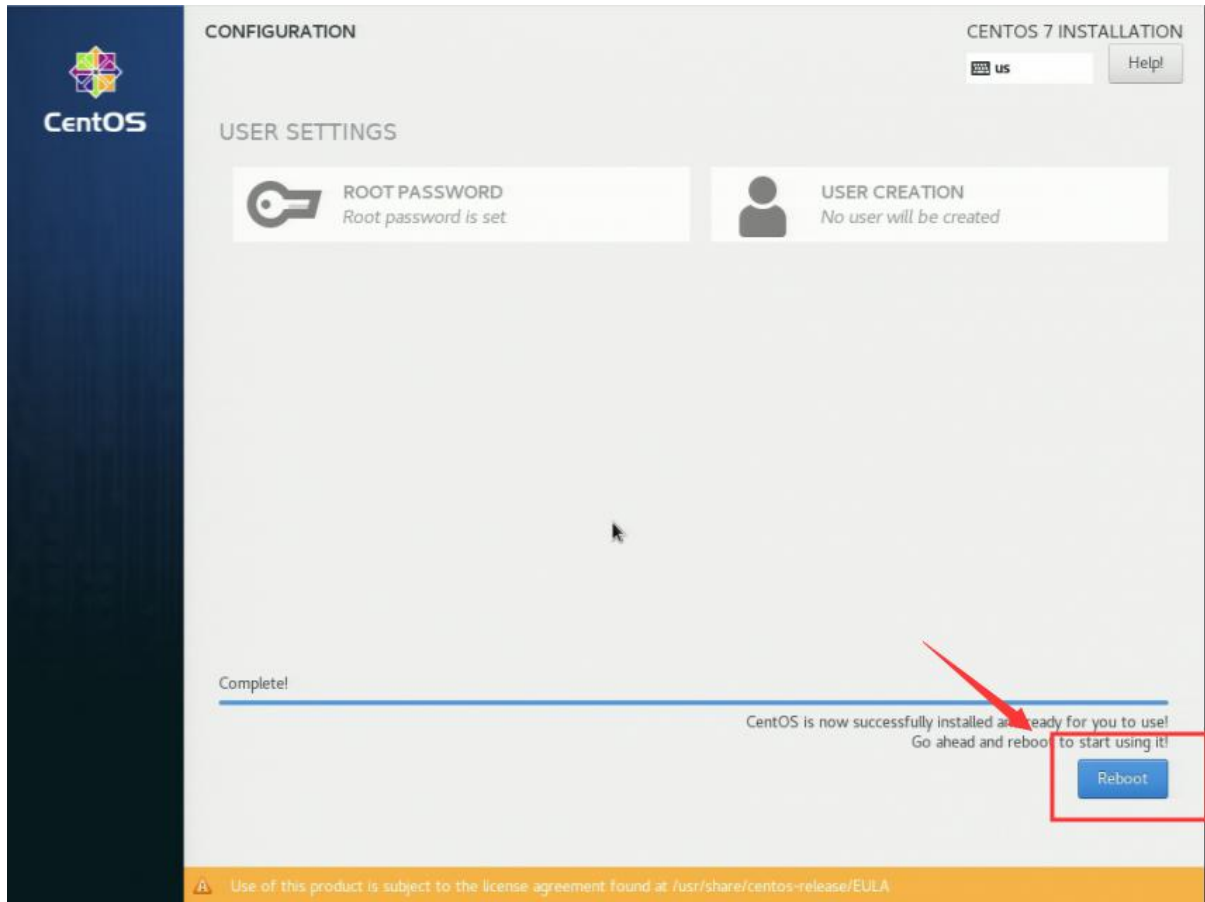 CONFIGURATION
CENTOS 7 INSTALLATION
us
Help!
CentOS
USER SETTINGS
ROOT PASSWORD
Root password is set
USER CREATION
No user will be created
Complete!
CentOS is now successfully installed and ready for you to use!
Go ahead and reboot to start using it!
Reboot
Use of this product is subject to the license agreement found at /usr/share/centos-release/EULA